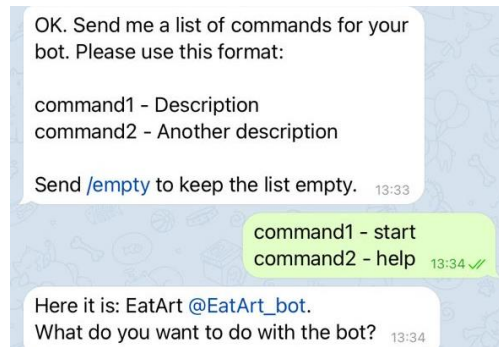 OK. Send me a list of commands for your
bot. Please use this format:
command1 - Description
command2 - Another description
Send /empty to keep the list empty. 13:33
command1 - start
command2 - help 13:34
Here it is: EatArt @EatArt_bot.
What do you want to do with the bot? 13:34